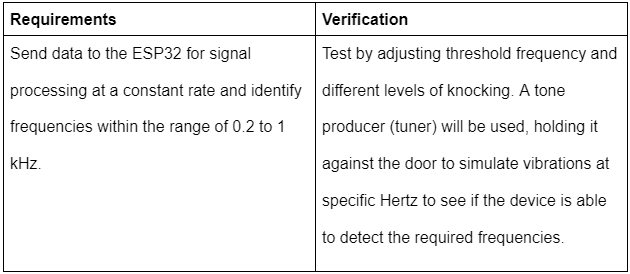 Requirements
Verification
Send data to the ESP32 for signal
processing at a constant rate and identify
frequencies within the range of 0.2 to 1
kHz.
Test by adjusting threshold frequency and
different levels of knocking. A tone
producer (tuner) will be used, holding it
against the door to simulate vibrations at
specific Hertz to see if the device is able
to detect the required frequencies.